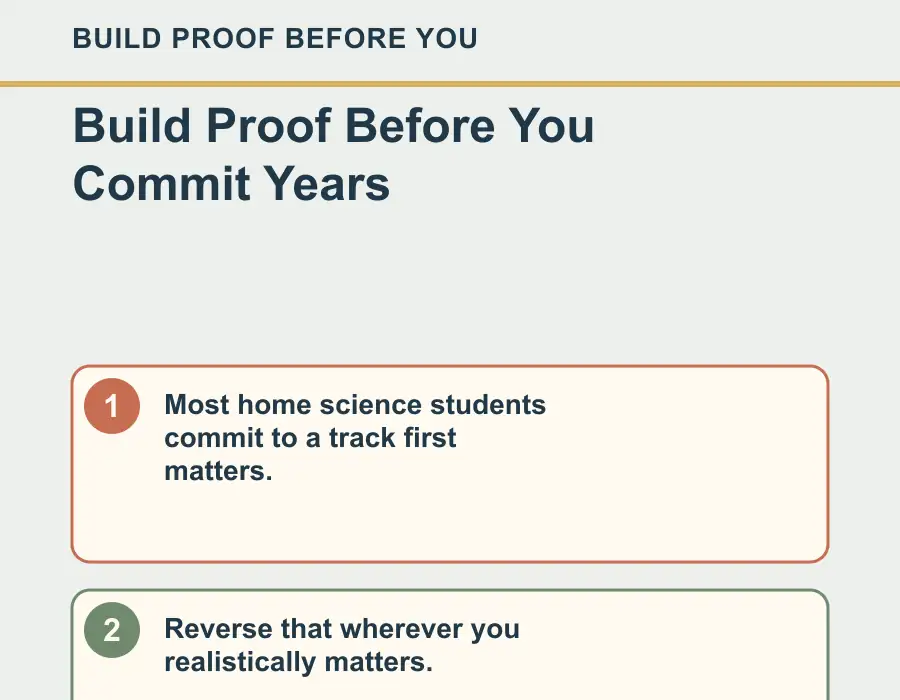 BUILD PROOF BEFORE YOU
Build Proof Before You
Commit Years
1
Most home science students
commit to a track first
matters.
2
Reverse that wherever you
realistically matters.